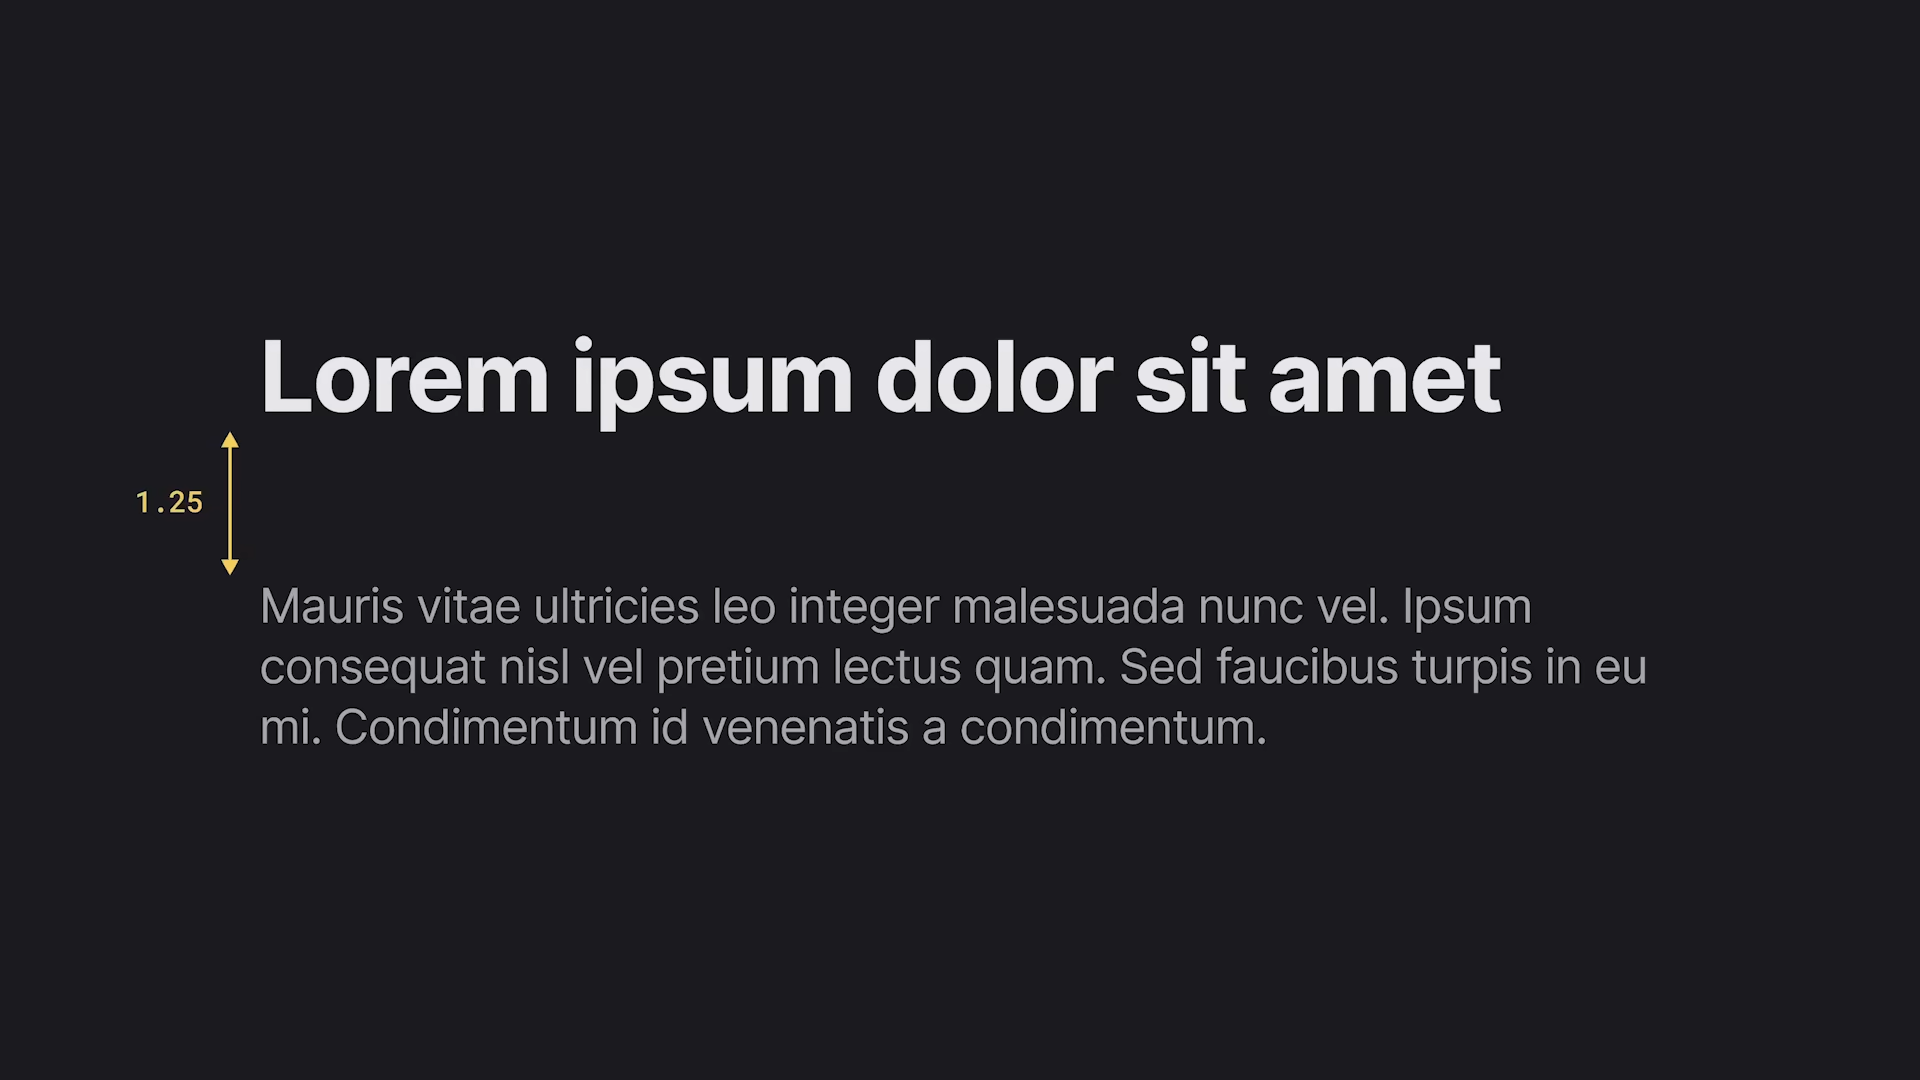 Lorem ipsum dolor sit amet
1.25
Mauris vitae ultricies leo integer malesuada nunc vel. Ipsum
consequat nisl vel pretium lectus quam. Sed faucibus turpis in eu
mi. Condimentum id venenatis a condimentum.